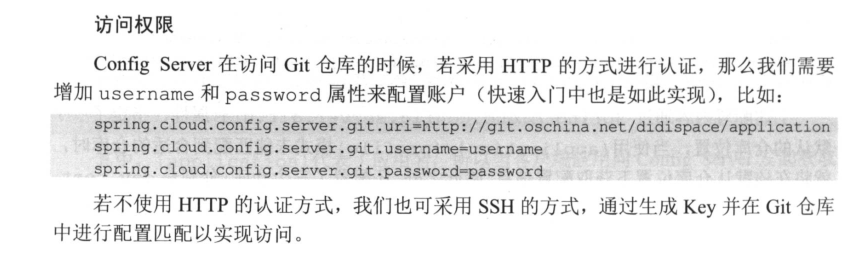 访问权限
Config Server 在访问 Git 仓库的时候，若采用 HTTP 的方式进行认证，那么我们需要
增加 username 和 password 属性来配置账户（快速入门中也是如此实现），比如：
spring.cloud.config.server.git.uri=http://git.oschina.net/didispace/application
spring.cloud.config.server.git.username=username
spring.cloud.config.server.git.password=password
若不使用 HTTP 的认证方式，我们也可采用 SSH 的方式，通过生成 Key 并在 Git 仓库
中进行配置匹配以实现访问。